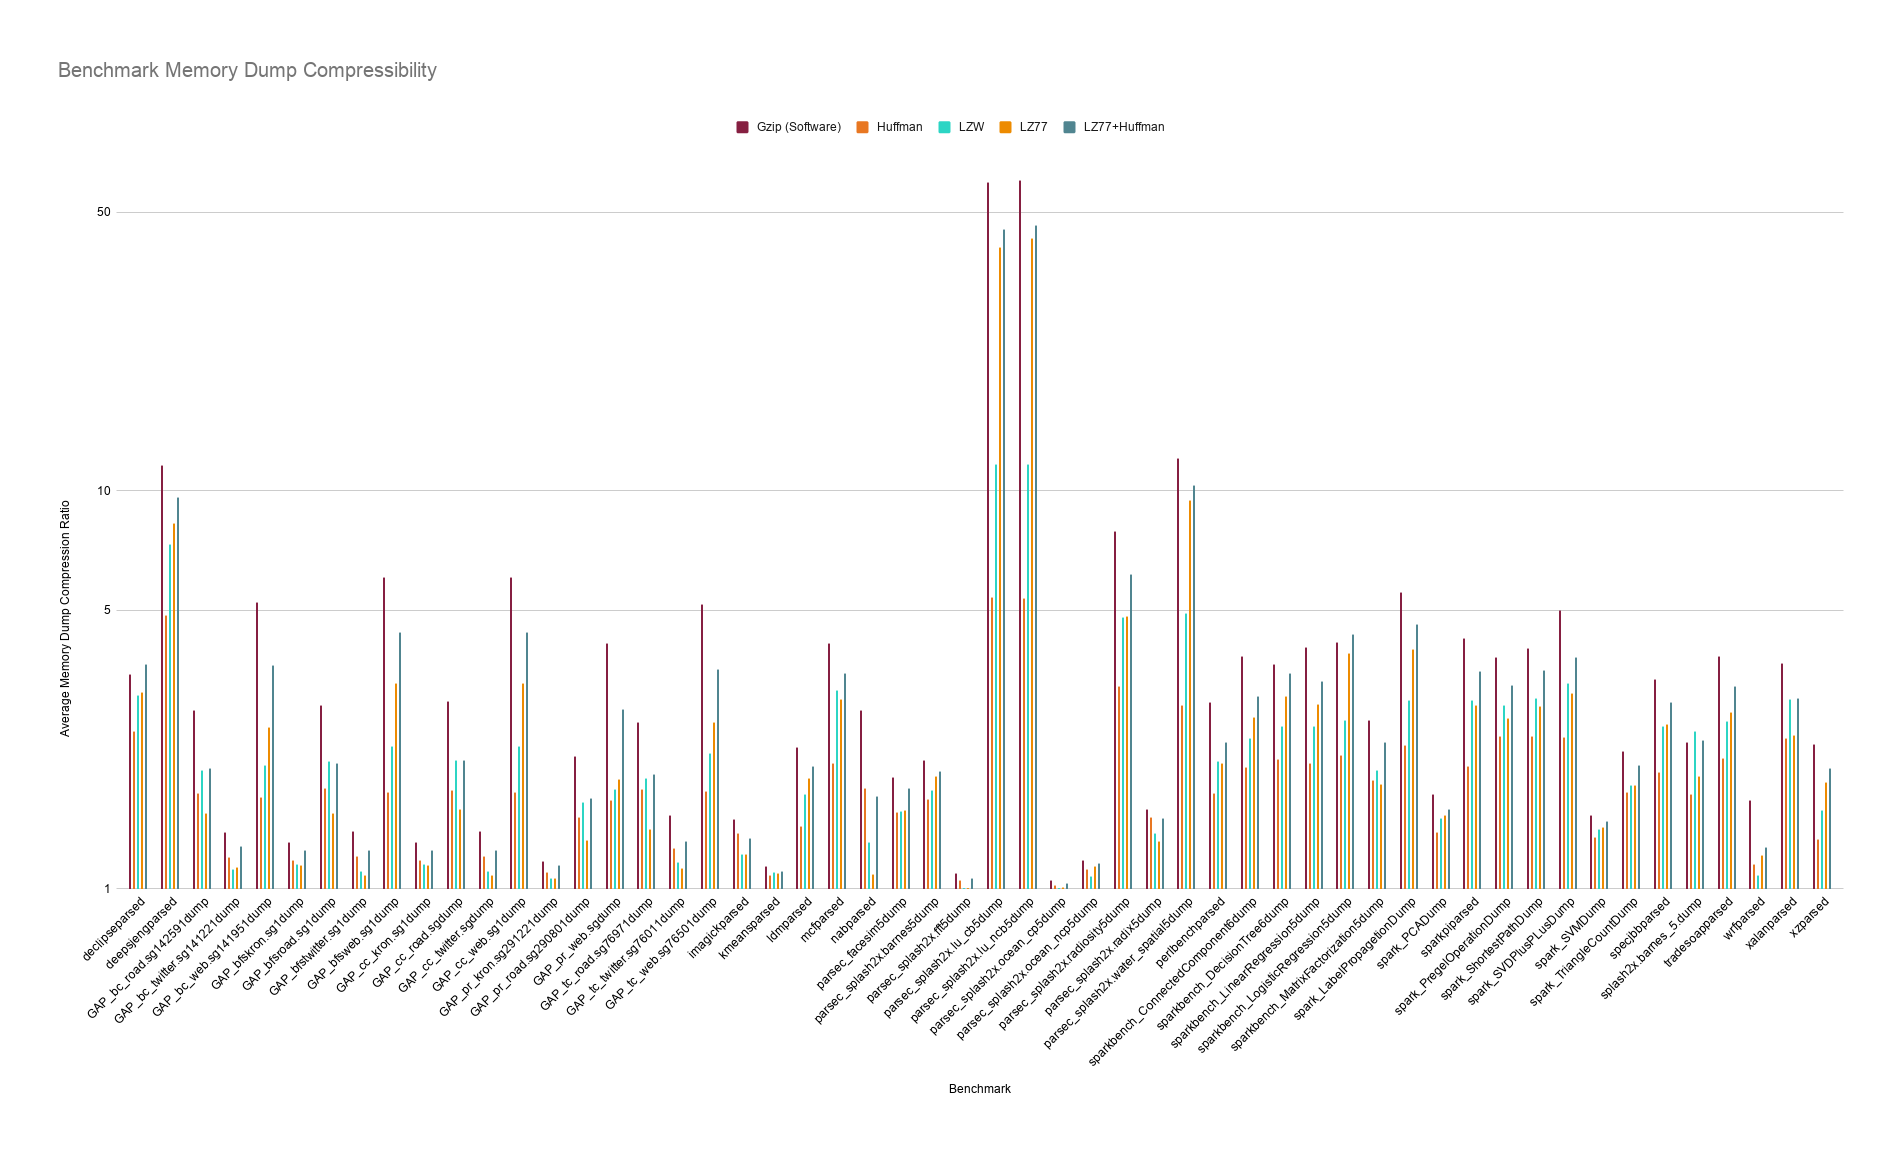 Benchmark Memory Dump Compressibility
Gzip (Software) Huffman LZW LZ77 LZ77+Huffman
50
10
5
1
Average Memory Dump Compression Ratio
deciipseparsed
deepsjengparsed
GAP_bc_road.sg142591dump
GAP_bc_twitter.sg141221dump
GAP_bc_web.sg141951dump
GAP_bfskron.sg1dump
GAP_bfsroad.sg1dump
GAP_bfstwitter.sg1dump
GAP_bfsweb.sg1dump
GAP_cc_kron.sg1dump
GAP_cc_road.sgdump
GAP_cc_twitter.sgdump
GAP_cc_web.sg1dump
GAP_pr_kron.sg291221dump
GAP_pr_road.sg290801dump
GAP_pr_web.sgdump
GAP_tc_road.sg76971dump
GAP_tc_twitter.sg76011dump
GAP_tc_web.sg76501dump
imagickparsed
kmeansparsed
ldmparsed
mcfparsed
nabparsed
parsec_facesim5dump
parsec_splash2x.barnes5dump
parsec_splash2x.fft5dump
parsec_splash2x.lu_cb5dump
parsec_splash2x.lu_ncb5dump
parsec_splash2x.ocean_cp5dump
parsec_splash2x.ocean_ncp5dump
parsec_splash2x.radiosity5dump
parsec_splash2x.radix5dump
parsec_splash2x.water_spatial5dump
perlbenchparsed
sparkbench_ConnectedComponent6dump
sparkbench_DecisionTree6dump
sparkbench_LinearRegression5dump
sparkbench_LogisticRegression5dump
sparkbench_MatrixFactorization5dump
spark_LabelPropagetionDump
spark_PCADump
sparkpiparsed
spark_PregelOperationDump
spark_ShortestPathDump
spark_SVDPlusPLusDump
spark_SVMDump
spark_TriangleCountDump
specjbbparsed
splash2x.barnes_5.dump
tradesoapparsed
wrfparsed
xalanparsed
xzparsed
Benchmark